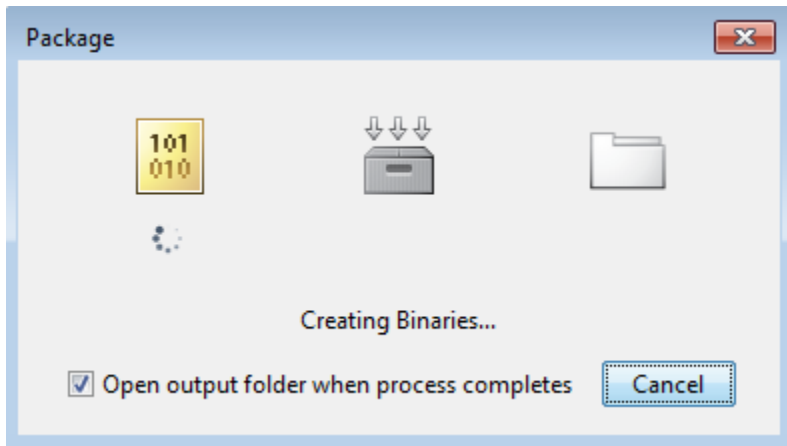 Package
101
010
Creating Binaries...
Open output folder when process completes
Cancel